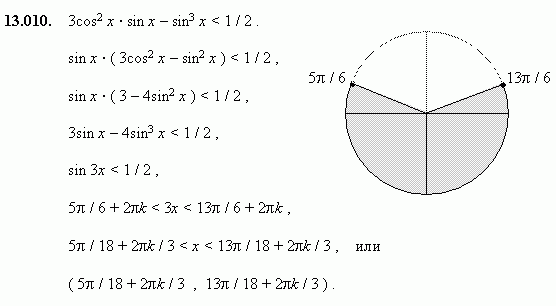 13.010. 3cos² x · sin x – sin³ x < 1 / 2 .
sin x · ( 3cos² x – sin² x ) < 1 / 2 ,
5π / 6
13π / 6
sin x · ( 3 – 4sin² x ) < 1 / 2 ,
3sin x – 4sin³ x < 1 / 2 ,
sin 3x < 1 / 2 ,
5π / 6 + 2πk < 3x < 13π / 6 + 2πk ,
5π / 18 + 2πk / 3 < x < 13π / 18 + 2πk / 3 , или
( 5π / 18 + 2πk / 3 , 13π / 18 + 2πk / 3 ) .